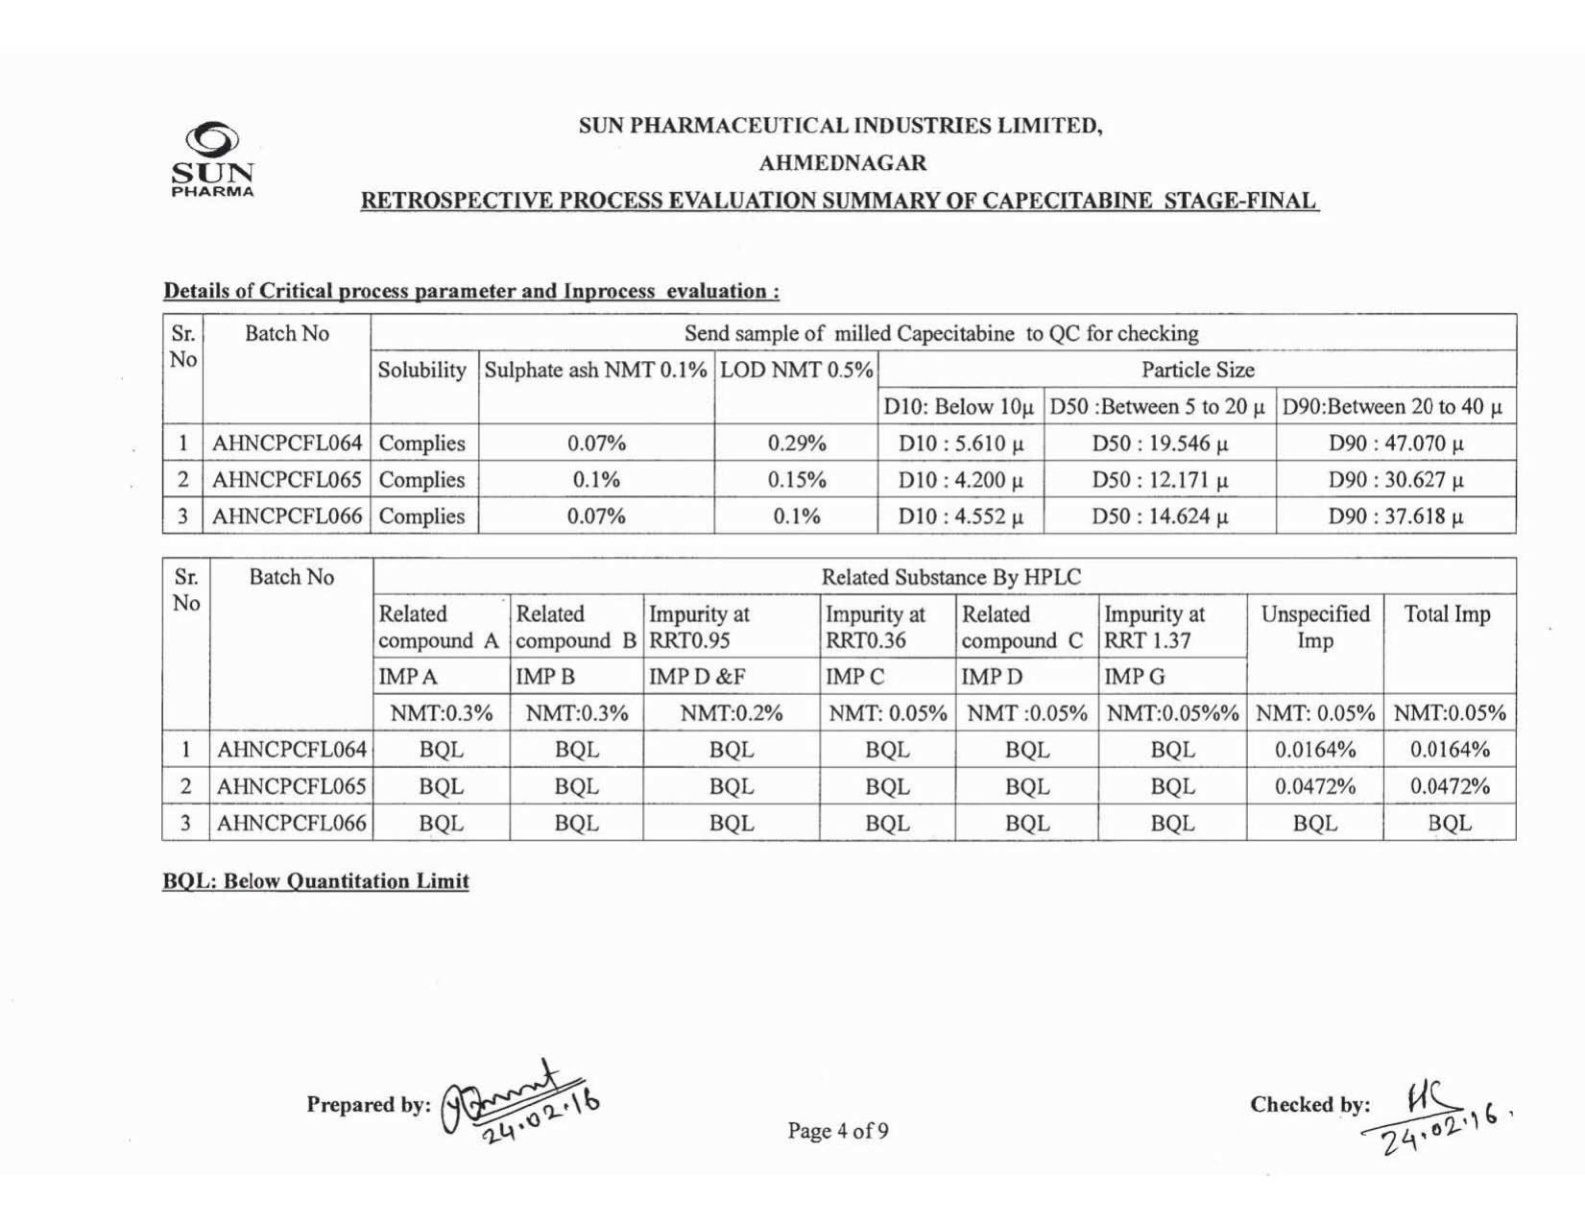 SUN
PHARMA
SUN PHARMACEUTICAL INDUSTRIES LIMITED,
AHMEDNAGAR
RETROSPECTIVE PROCESS EVALUATION SUMMARY OF CAPECITABINE STAGE-FINAL
Details of Critical process parameter and Inprocess evaluation :
Sr. No Batch No Send sample of milled Capecitabine to QC for checking
Solubility Sulphate ash NMT 0.1% LOD NMT 0.5% Particle Size
D10: Below 10µ D50 :Between 5 to 20 µ D90:Between 20 to 40 µ
1 AHNCPCFL064 Complies 0.07% 0.29% D10 : 5.610 µ D50 : 19.546 µ D90 : 47.070 µ
2 AHNCPCFL065 Complies 0.1% 0.15% D10 : 4.200 µ D50 : 12.171 µ D90 : 30.627 µ
3 AHNCPCFL066 Complies 0.07% 0.1% D10 : 4.552 µ D50 : 14.624 µ D90 : 37.618 µ
Sr. No Batch No Related Substance By HPLC
Related compound A Related compound B Impurity at RRT0.95 Impurity at RRT0.36 Related compound C Impurity at RRT 1.37 Unspecified Imp Total Imp
IMP A IMP B IMP D &F IMP C IMP D IMP G
NMT:0.3% NMT:0.3% NMT:0.2% NMT: 0.05% NMT :0.05% NMT:0.05%% NMT: 0.05% NMT:0.05%
1 AHNCPCFL064 BQL BQL BQL BQL BQL BQL 0.0164% 0.0164%
2 AHNCPCFL065 BQL BQL BQL BQL BQL BQL 0.0472% 0.0472%
3 AHNCPCFL066 BQL BQL BQL BQL BQL BQL BQL BQL
BQL: Below Quantitation Limit
Prepared by:
24.02.16
Page 4 of 9
Checked by: HC
24.02.16.